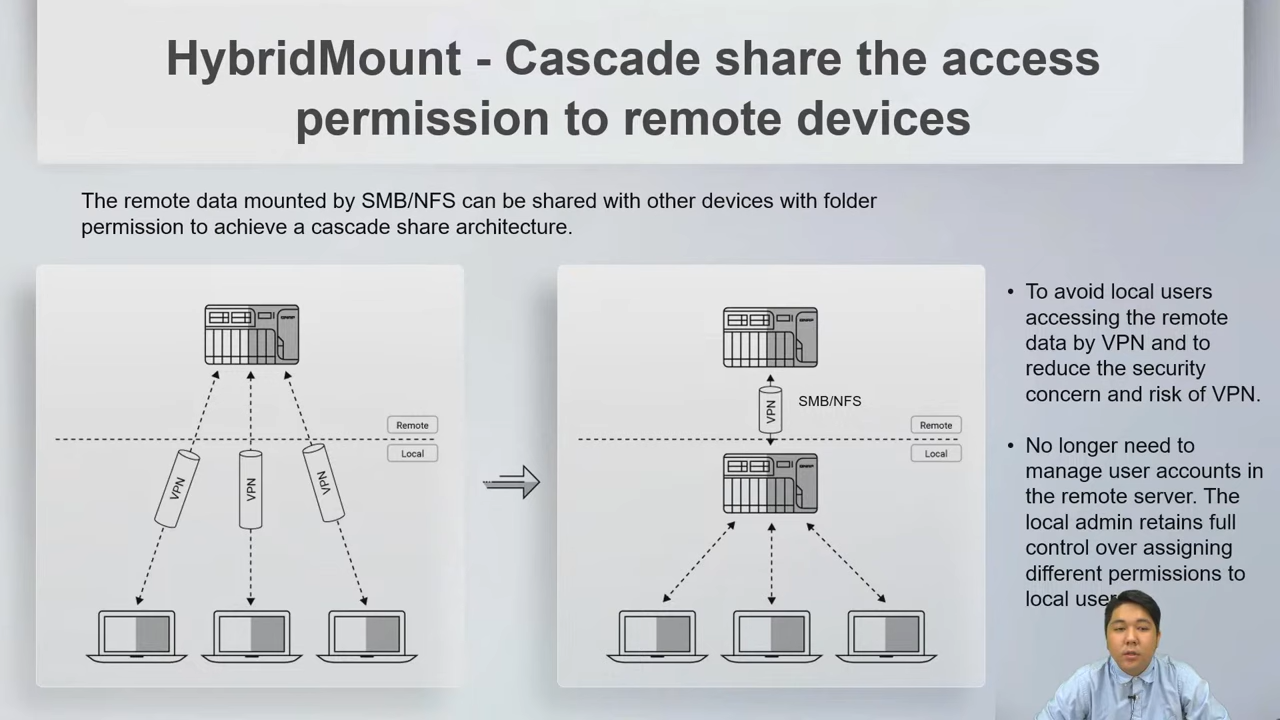 HybridMount - Cascade share the access
permission to remote devices
The remote data mounted by SMB/NFS can be shared with other devices with folder
permission to achieve a cascade share architecture.
Remote
Local
VPN
VPN
VPN
VPN
SMB/NFS
Remote
Local
• To avoid local users
accessing the remote
data by VPN and to
reduce the security
concern and risk of VPN.
• No longer need to
manage user accounts in
the remote server. The
local admin retains full
control over assigning
different permissions to
local